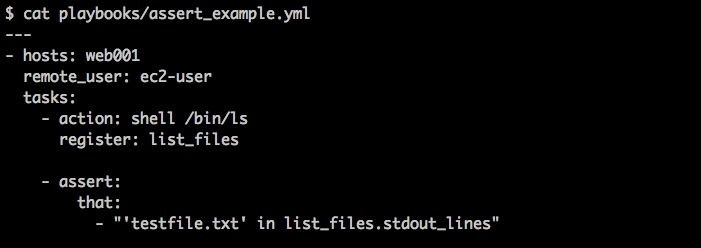 $ cat playbooks/assert_example.yml
---
- hosts: web001
  remote_user: ec2-user
  tasks:
    - action: shell /bin/ls
      register: list_files

    - assert:
        that:
          - "'testfile.txt' in list_files.stdout_lines"